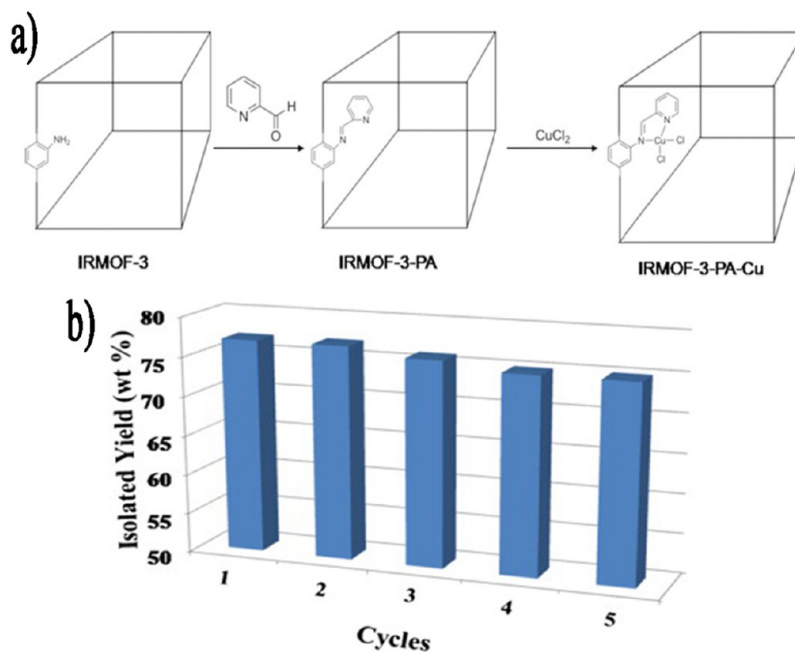 a)
NH2
N
H
O
N
N
CuCl2
N
N
Cu
Cl
Cl
IRMOF-3
IRMOF-3-PA
IRMOF-3-PA-Cu
b)
Isolated Yield (wt %)
80
75
70
65
60
55
50
1 2 3 4 5
Cycles